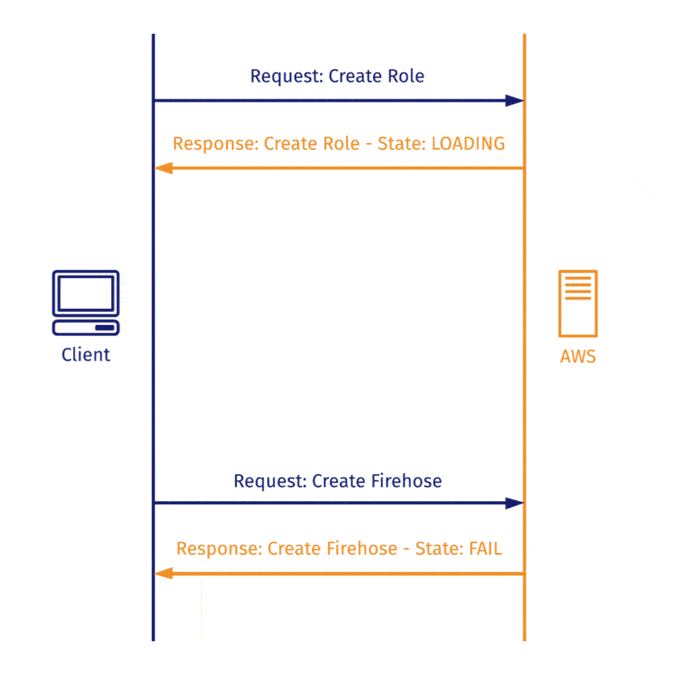 Request: Create Role
Response: Create Role - State: LOADING
Client
AWS
Request: Create Firehose
Response: Create Firehose - State: FAIL